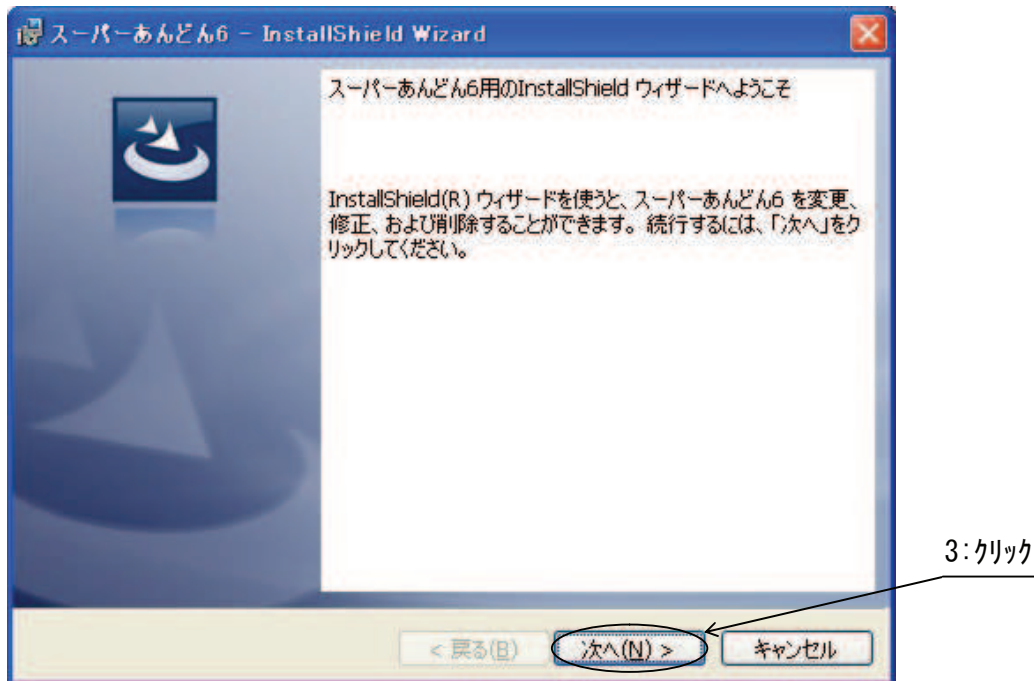 スーパーあんどん6 - InstallShield Wizard
スーパーあんどん6用のInstallShield ウィザードへようこそ
InstallShield(R) ウィザードを使うと、スーパーあんどん6 を変更、
修正、および削除することができます。続行するには、「次へ」をク
リックしてください。
3:クリック
< 戻る(B)
次へ(N) >
キャンセル